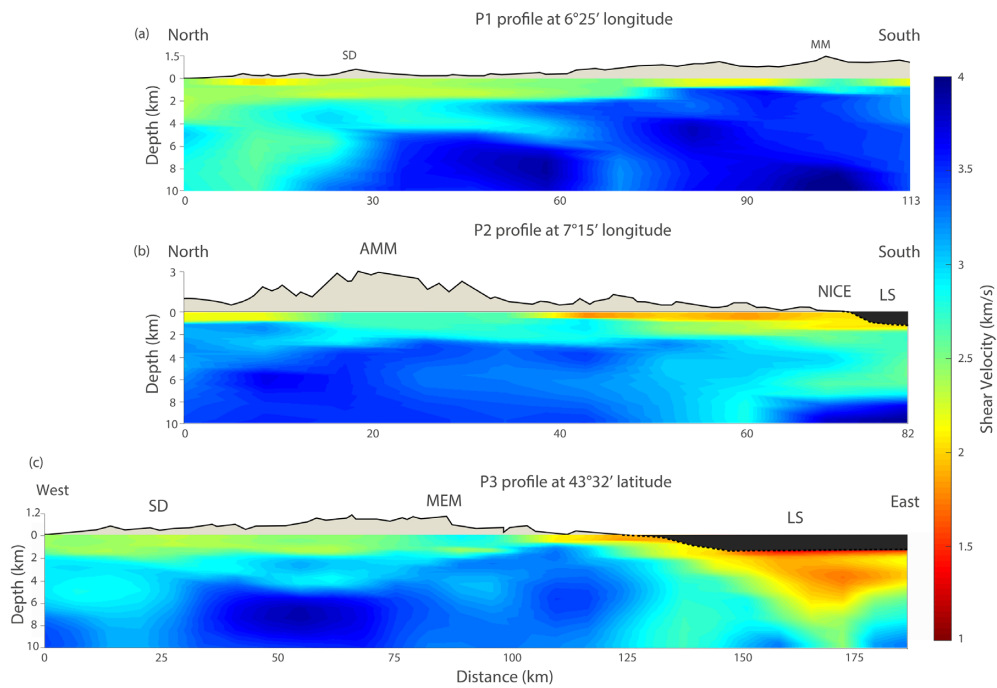 P1 profile at 6°25′ longitude
(a) North SD MM South
1.5
0
2
4
6
8
10
Depth (km)
0 30 60 90 113
P2 profile at 7°15′ longitude
(b) North AMM South
NICE LS
3
0
2
4
6
8
10
Depth (km)
0 20 40 60 82
(c)
P3 profile at 43°32′ latitude
West SD MEM LS East
1.2
0
2
4
6
8
10
Depth (km)
0 25 50 75 100 125 150 175
Distance (km)
4
3.5
3
2.5
2
1.5
1
Shear Velocity (km/s)